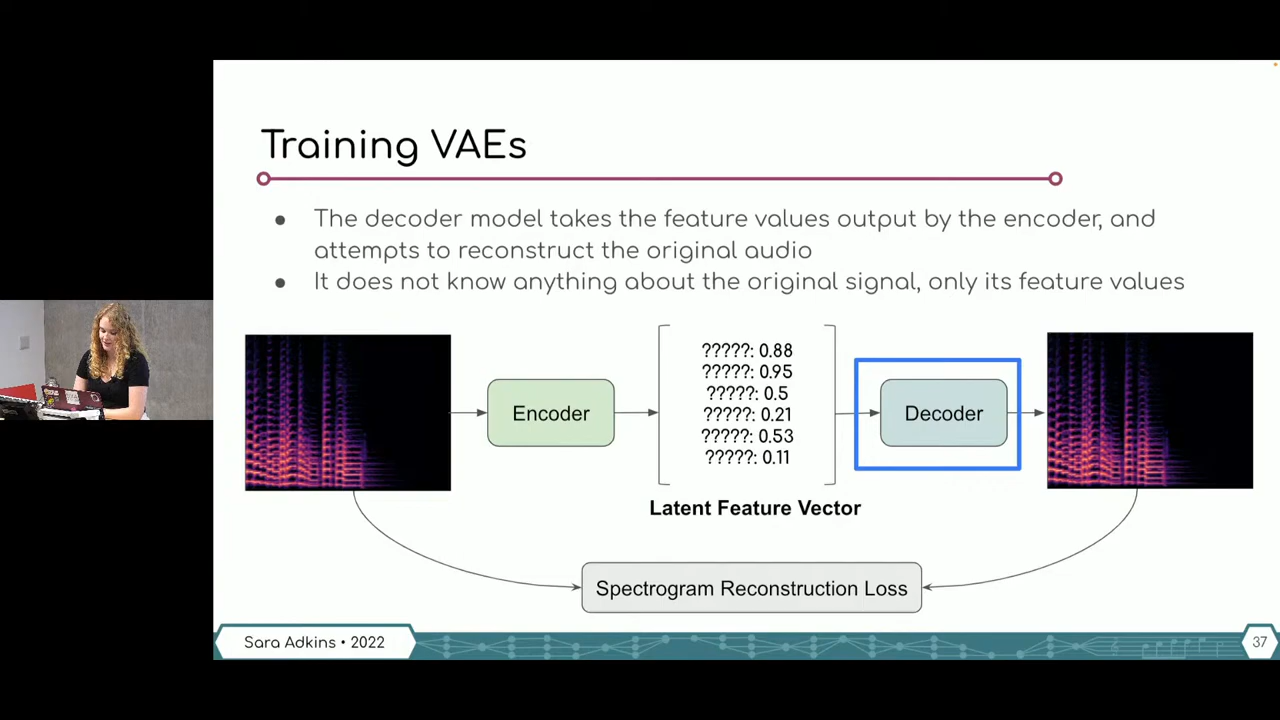 Training VAEs
● The decoder model takes the feature values output by the encoder, and
attempts to reconstruct the original audio
● It does not know anything about the original signal, only its feature values
Encoder
?????: 0.88
?????: 0.95
?????: 0.5
?????: 0.21
?????: 0.53
?????: 0.11
Decoder
Latent Feature Vector
Spectrogram Reconstruction Loss
Sara Adkins • 2022
37